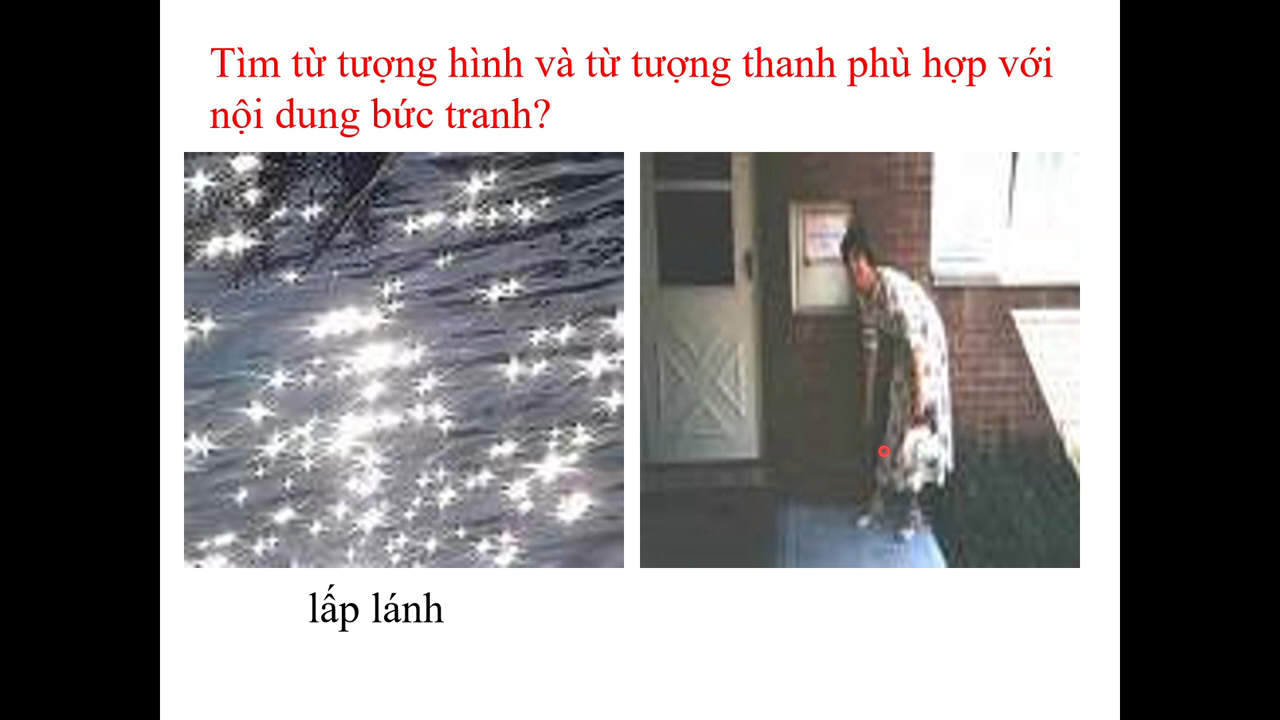 Tìm từ tượng hình và từ tượng thanh phù hợp với
nội dung bức tranh?
lấp lánh